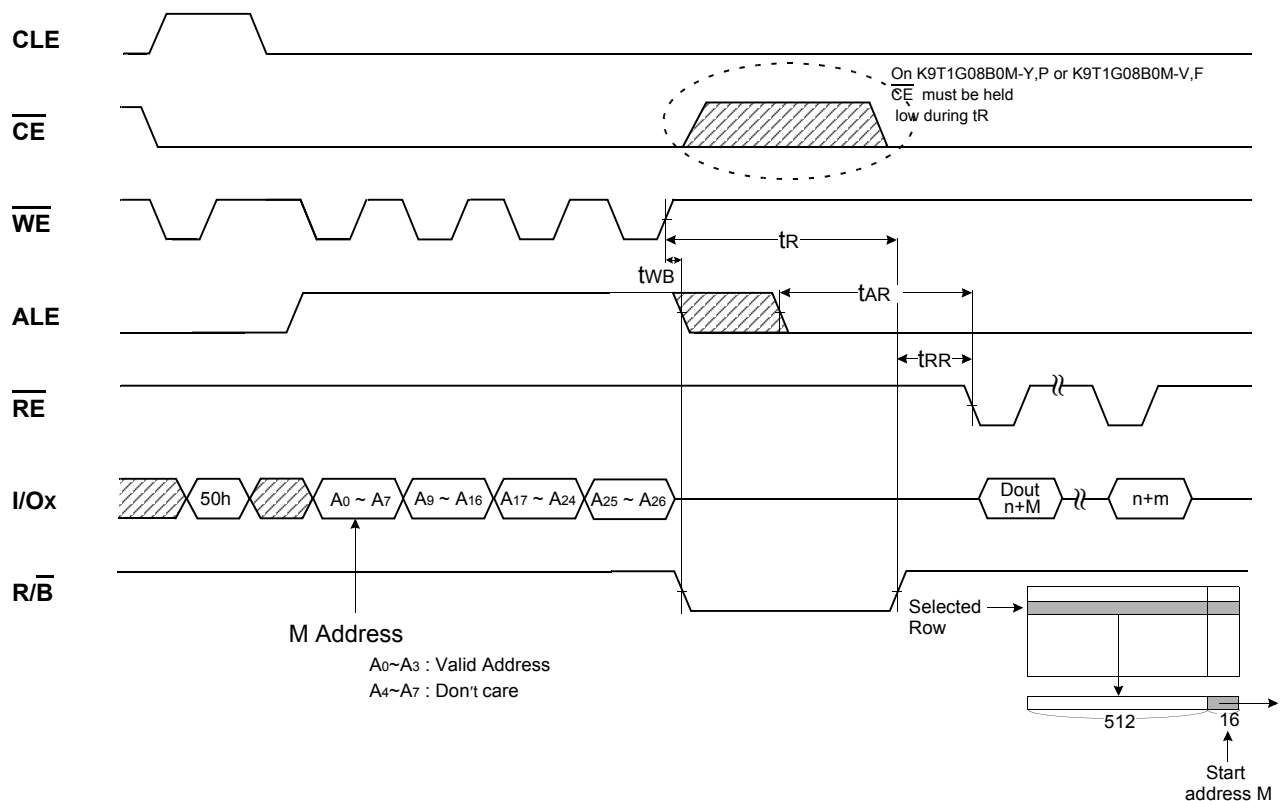 CLE
On K9T1G08B0M-Y,P or K9T1G08B0M-V,F
CE must be held
low during tR
CE
WE
tR
tWB
tAR
ALE
tRR
RE
I/Ox
50h
A0 ~ A7
A9 ~ A16
A17 ~ A24
A25 ~ A26
Dout
n+M
n+m
R/B
Selected
Row
M Address
A0~A3 : Valid Address
A4~A7 : Don't care
512
16
Start
address M